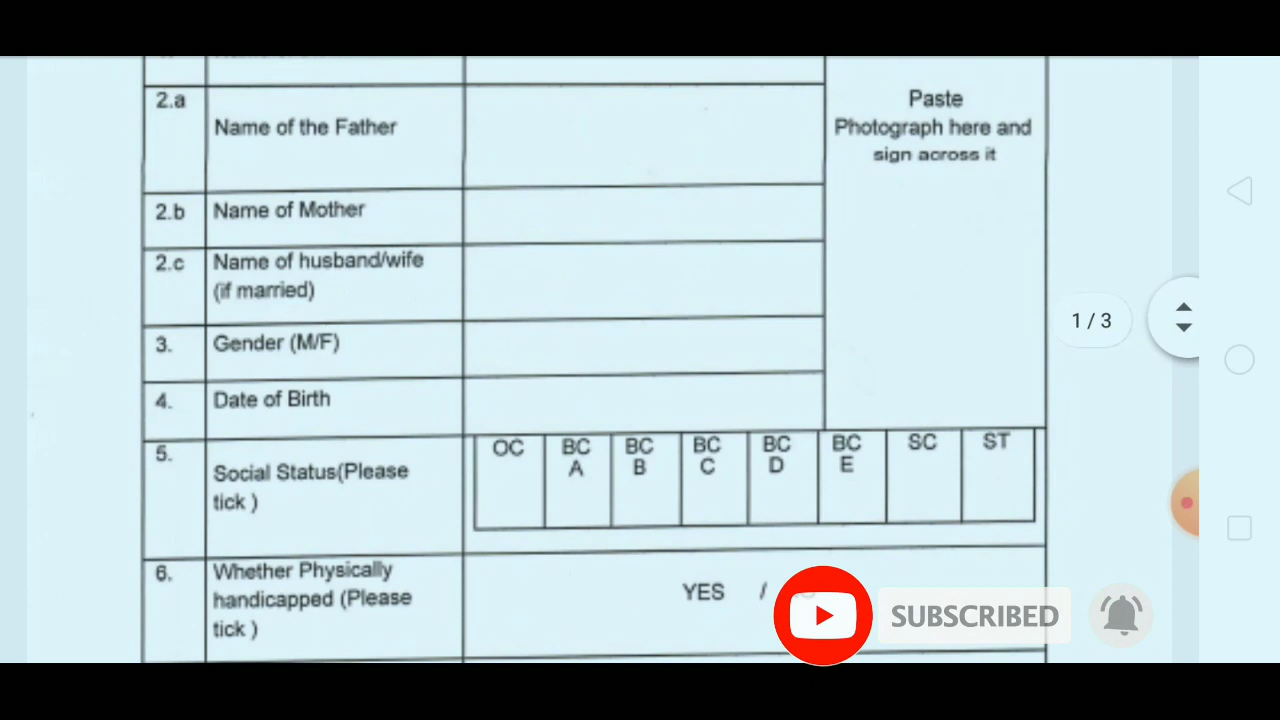 2.a
Name of the Father
Paste
Photograph here and
sign across it
2.b
Name of Mother
2.c
Name of husband/wife
(if married)
3.
Gender (M/F)
1 / 3
4.
Date of Birth
5.
Social Status(Please
tick )
OC
BC
A
BC
B
BC
C
BC
D
BC
E
SC
ST
6.
Whether Physically
handicapped (Please
tick )
YES /
SUBSCRIBED